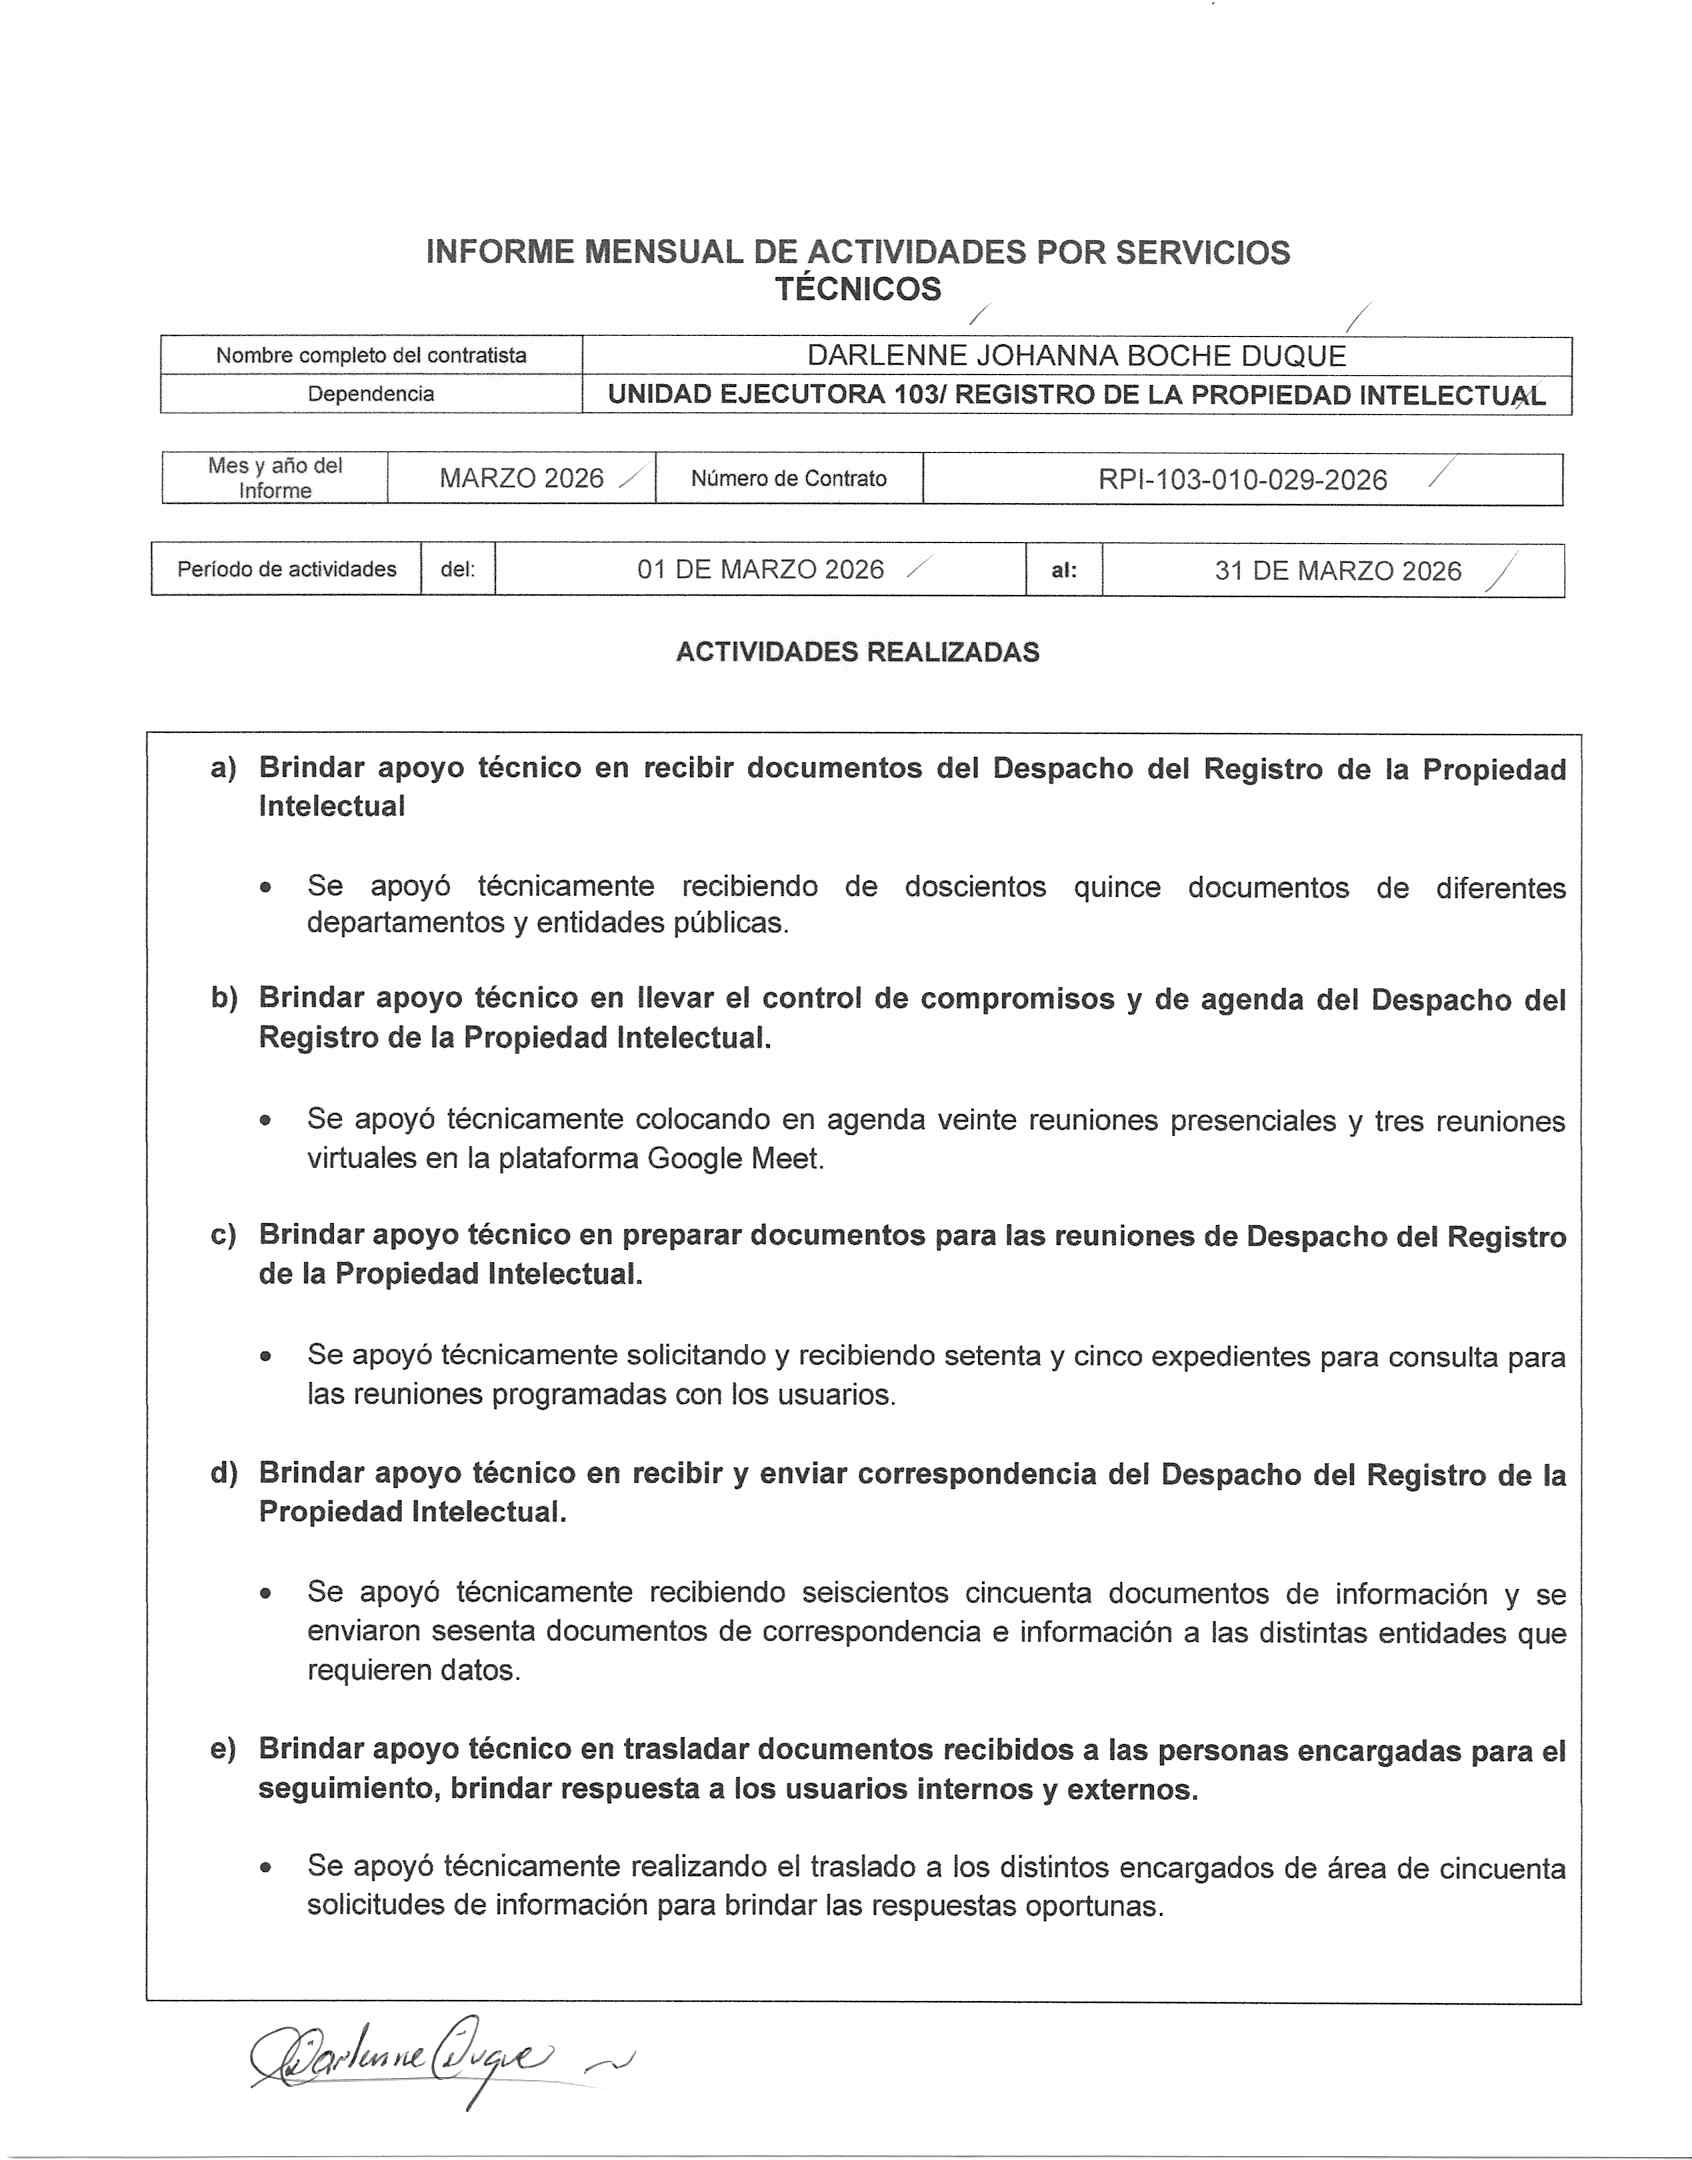 INFORME MENSUAL DE ACTIVIDADES POR SERVICIOS
TÉCNICOS
Nombre completo del contratista DARLENNE JOHANNA BOCHE DUQUE
Dependencia UNIDAD EJECUTORA 103/ REGISTRO DE LA PROPIEDAD INTELECTUAL
Mes y año del Informe MARZO 2026 Número de Contrato RPI-103-010-029-2026
Período de actividades del: 01 DE MARZO 2026 al: 31 DE MARZO 2026
ACTIVIDADES REALIZADAS
a) Brindar apoyo técnico en recibir documentos del Despacho del Registro de la Propiedad
Intelectual
• Se apoyó técnicamente recibiendo de doscientos quince documentos de diferentes
departamentos y entidades públicas.
b) Brindar apoyo técnico en llevar el control de compromisos y de agenda del Despacho del
Registro de la Propiedad Intelectual.
• Se apoyó técnicamente colocando en agenda veinte reuniones presenciales y tres reuniones
virtuales en la plataforma Google Meet.
c) Brindar apoyo técnico en preparar documentos para las reuniones de Despacho del Registro
de la Propiedad Intelectual.
• Se apoyó técnicamente solicitando y recibiendo setenta y cinco expedientes para consulta para
las reuniones programadas con los usuarios.
d) Brindar apoyo técnico en recibir y enviar correspondencia del Despacho del Registro de la
Propiedad Intelectual.
• Se apoyó técnicamente recibiendo seiscientos cincuenta documentos de información y se
enviaron sesenta documentos de correspondencia e información a las distintas entidades que
requieren datos.
e) Brindar apoyo técnico en trasladar documentos recibidos a las personas encargadas para el
seguimiento, brindar respuesta a los usuarios internos y externos.
• Se apoyó técnicamente realizando el traslado a los distintos encargados de área de cincuenta
solicitudes de información para brindar las respuestas oportunas.
Darlenne Duque